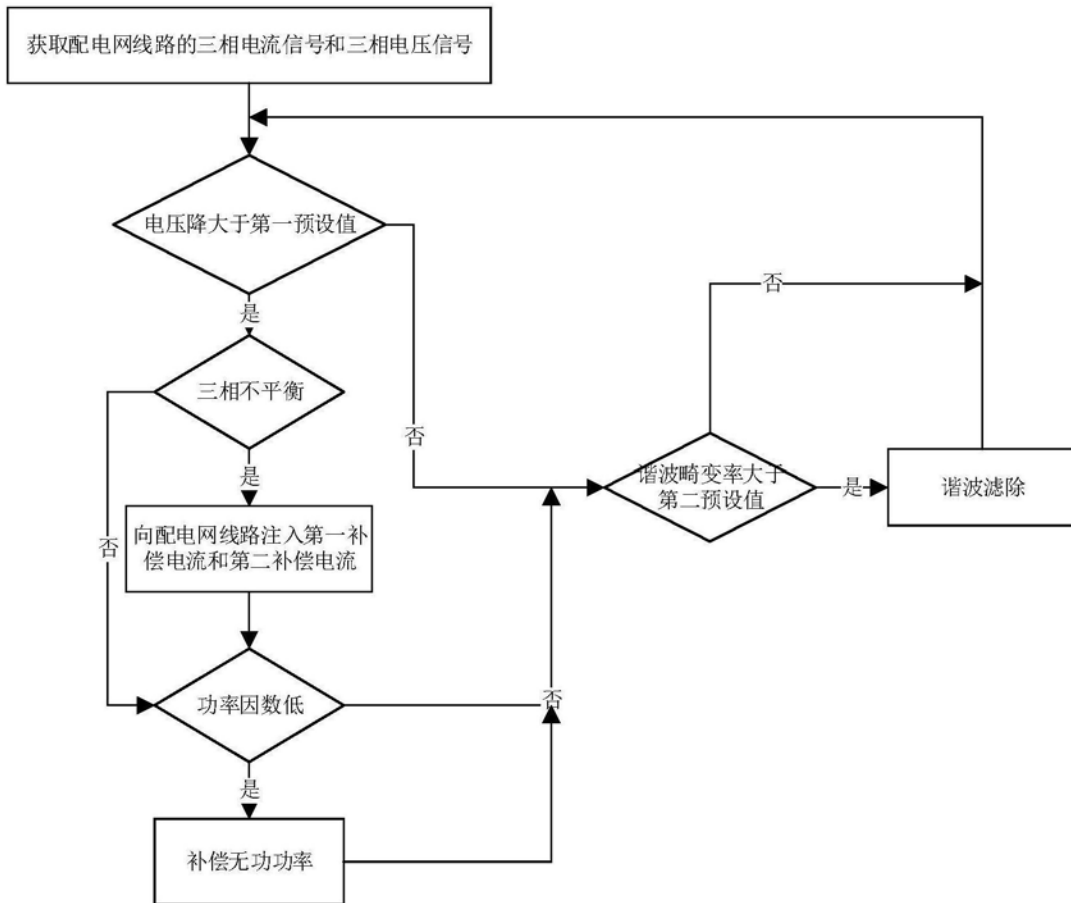 获取配电网线路的三相电流信号和三相电压信号
电压降大于第一预设值
是
否
三相不平衡
否
是
否
谐波畸变率大于
第二预设值
是
谐波滤除
向配电网线路注入第一补
偿电流和第二补偿电流
否
功率因数低
否
是
补偿无功功率